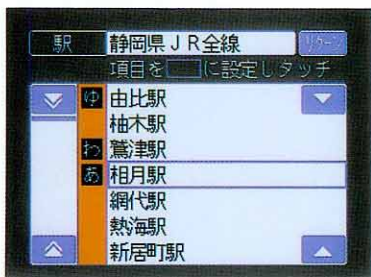 駅 静岡県JR全線 リターン
項目を に設定しタッチ
ゆ 由比駅
柚木駅
わ 鷲津駅
あ 相月駅
網代駅
熱海駅
新居町駅